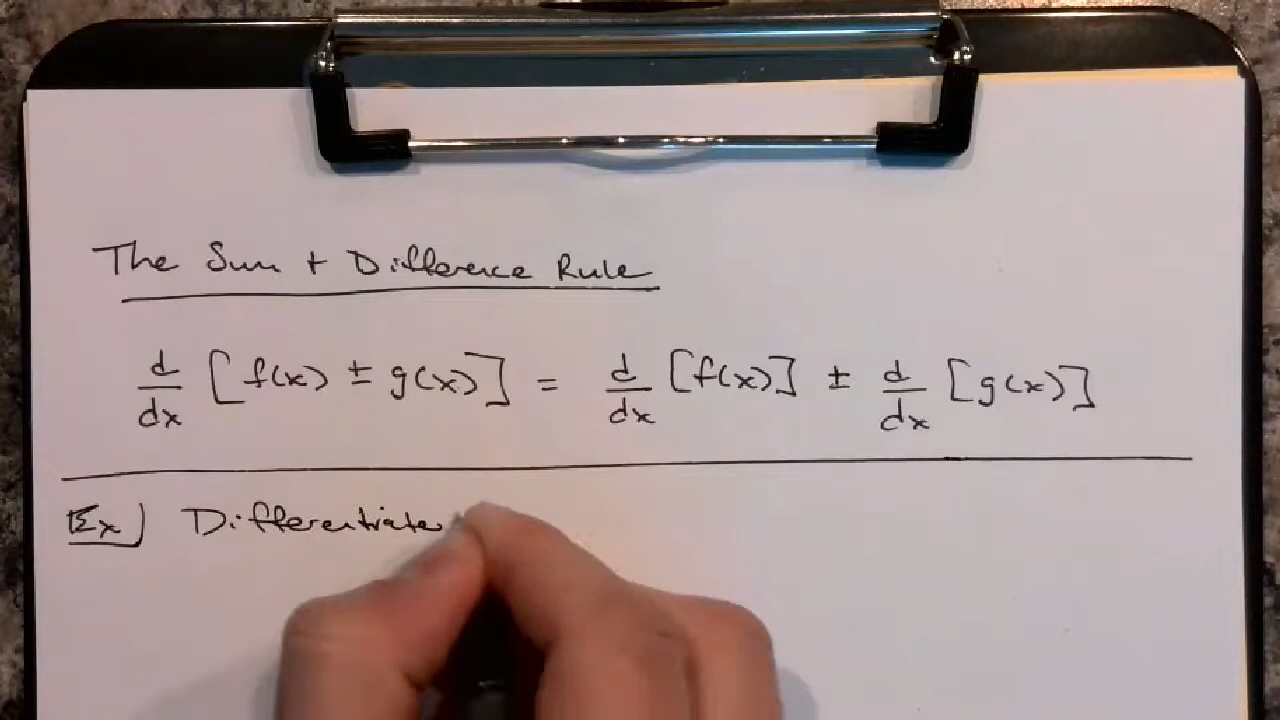 The Sum + Difference Rule
d/dx [f(x) ± g(x)] = d/dx [f(x)] ± d/dx [g(x)]
Ex) Differentiate